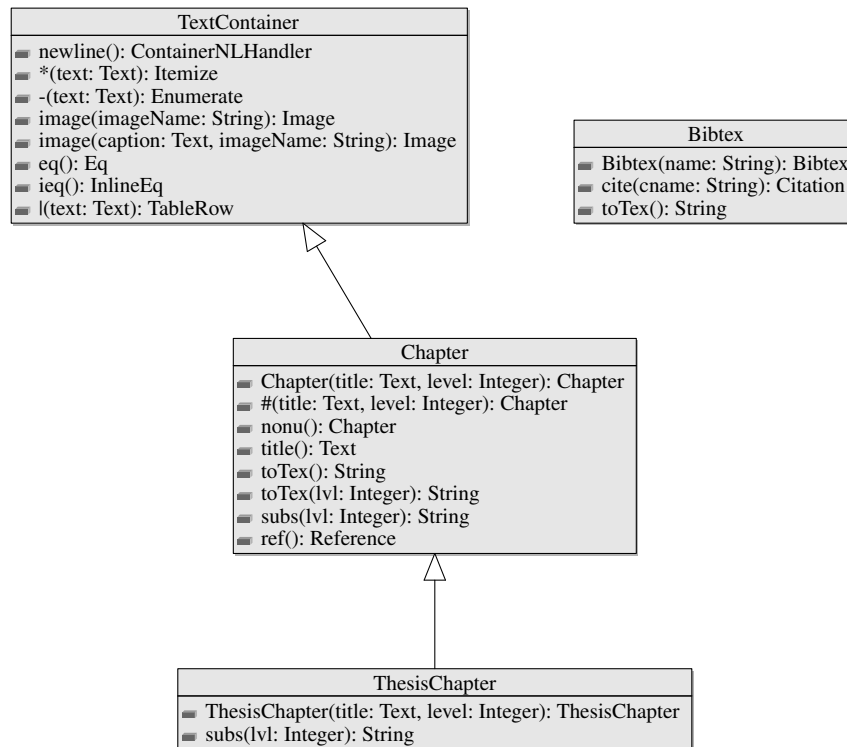 TextContainer
newline(): ContainerNLHandler
*(text: Text): Itemize
-(text: Text): Enumerate
image(imageName: String): Image
image(caption: Text, imageName: String): Image
eq(): Eq
ieq(): InlineEq
|(text: Text): TableRow
Bibtex
Bibtex(name: String): Bibtex
cite(cname: String): Citation
toTex(): String
Chapter
Chapter(title: Text, level: Integer): Chapter
#(title: Text, level: Integer): Chapter
nonu(): Chapter
title(): Text
toTex(): String
toTex(lvl: Integer): String
subs(lvl: Integer): String
ref(): Reference
ThesisChapter
ThesisChapter(title: Text, level: Integer): ThesisChapter
subs(lvl: Integer): String